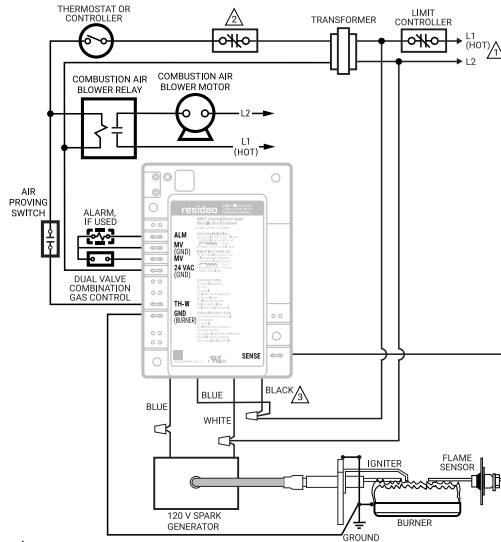 THERMOSTAT OR
CONTROLLER
2
TRANSFORMER
LIMIT
CONTROLLER
L1
(HOT)
1
L2
COMBUSTION AIR
BLOWER RELAY
COMBUSTION AIR
BLOWER MOTOR
L2
L1
(HOT)
AIR
PROVING
SWITCH
ALARM,
IF USED
DUAL VALVE
COMBINATION
GAS CONTROL
resideo
ALM
MV
(GND)
MV
24 VAC
(GND)
TH-W
GND
(BURNER)
SENSE
BLUE
BLUE
WHITE
BLACK
3
120 V SPARK
GENERATOR
IGNITER
FLAME
SENSOR
BURNER
GROUND